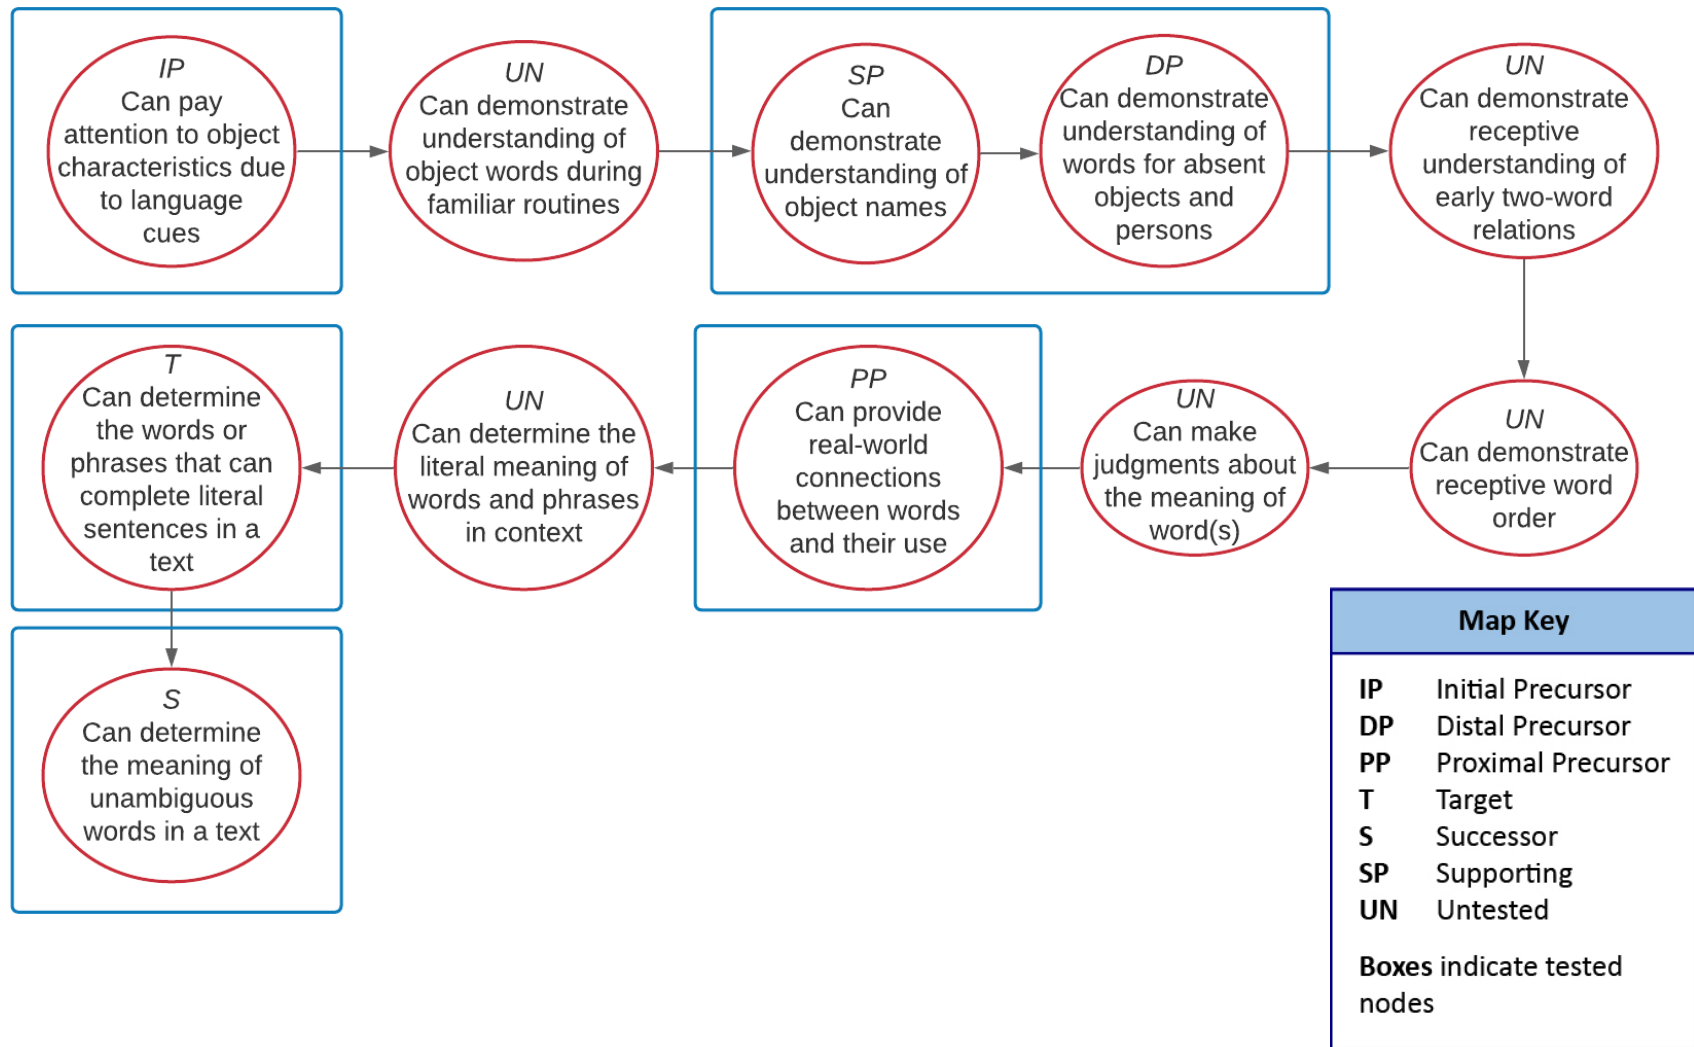 IP
Can pay
attention to object
characteristics due
to language
cues
UN
Can demonstrate
understanding of
object words during
familiar routines
SP
Can
demonstrate
understanding of
object names
DP
Can demonstrate
understanding of
words for absent
objects and
persons
UN
Can demonstrate
receptive
understanding of
early two-word
relations
UN
Can demonstrate
receptive word
order
UN
Can make
judgments about
the meaning of
word(s)
PP
Can provide
real-world
connections
between words
and their use
UN
Can determine the
literal meaning of
words and phrases
in context
T
Can determine
the words or
phrases that can
complete literal
sentences in a
text
S
Can determine
the meaning of
unambiguous
words in a text
Map Key
IP Initial Precursor
DP Distal Precursor
PP Proximal Precursor
T Target
S Successor
SP Supporting
UN Untested
Boxes indicate tested
nodes